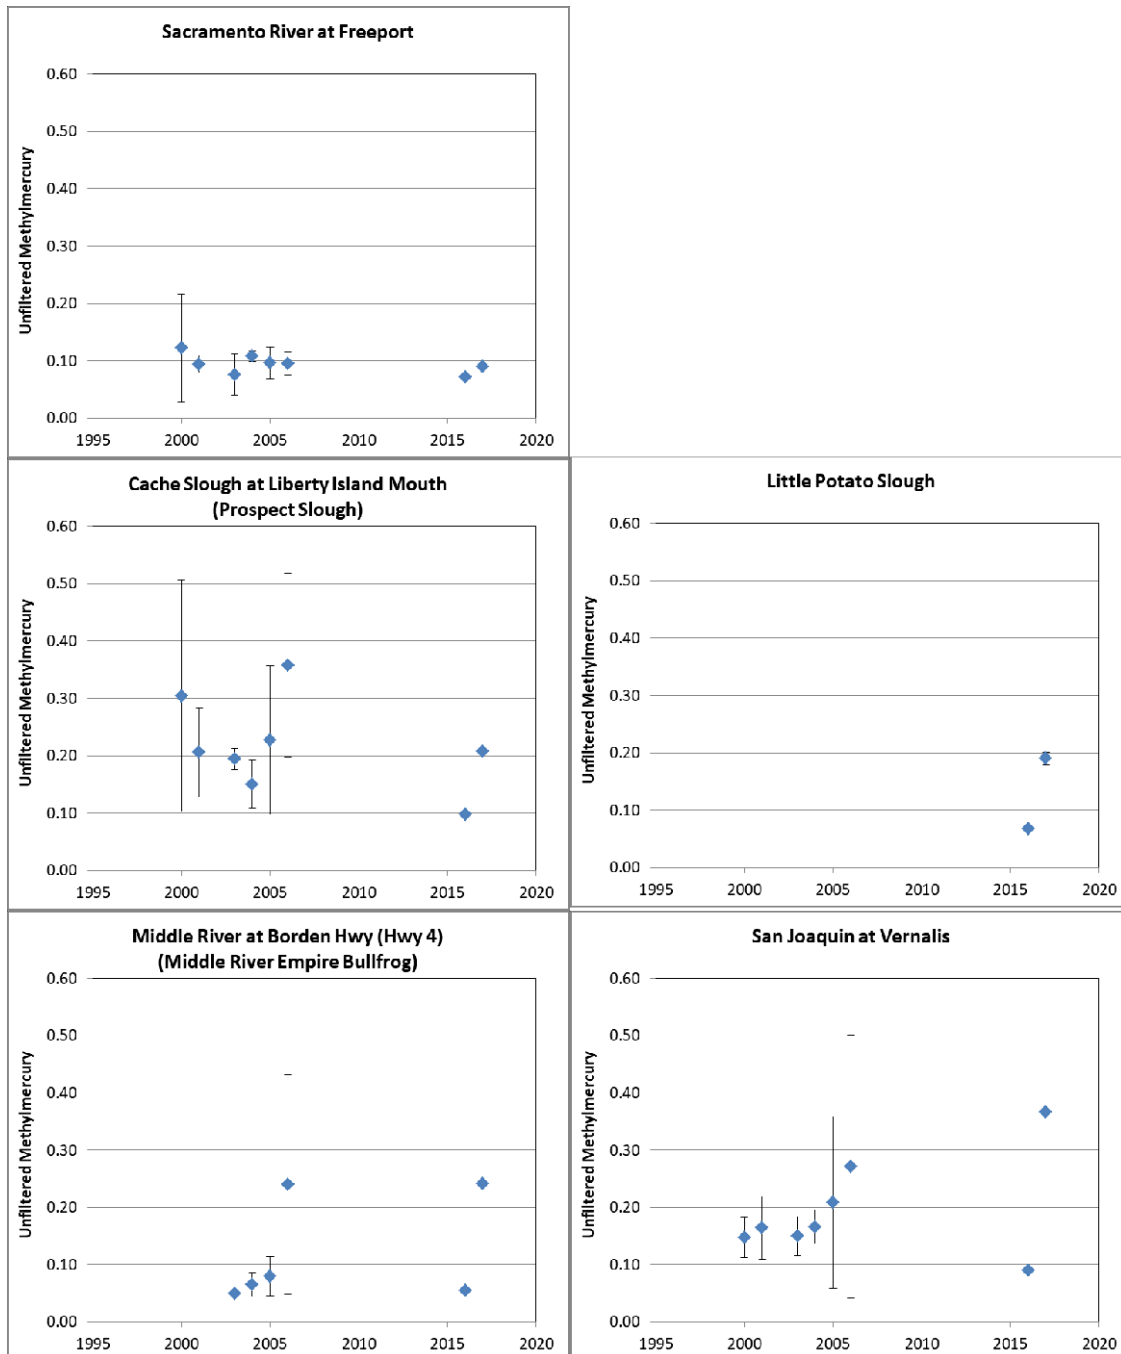 Sacramento River at Freeport
Unfiltered Methylmercury
0.60
0.50
0.40
0.30
0.20
0.10
0.00
1995 2000 2005 2010 2015 2020
Cache Slough at Liberty Island Mouth
(Prospect Slough)
Unfiltered Methylmercury
0.60
0.50
0.40
0.30
0.20
0.10
0.00
1995 2000 2005 2010 2015 2020
Little Potato Slough
Unfiltered Methylmercury
0.60
0.50
0.40
0.30
0.20
0.10
0.00
1995 2000 2005 2010 2015 2020
Middle River at Borden Hwy (Hwy 4)
(Middle River Empire Bullfrog)
Unfiltered Methylmercury
0.60
0.50
0.40
0.30
0.20
0.10
0.00
1995 2000 2005 2010 2015 2020
San Joaquin at Vernalis
Unfiltered Methylmercury
0.60
0.50
0.40
0.30
0.20
0.10
0.00
1995 2000 2005 2010 2015 2020